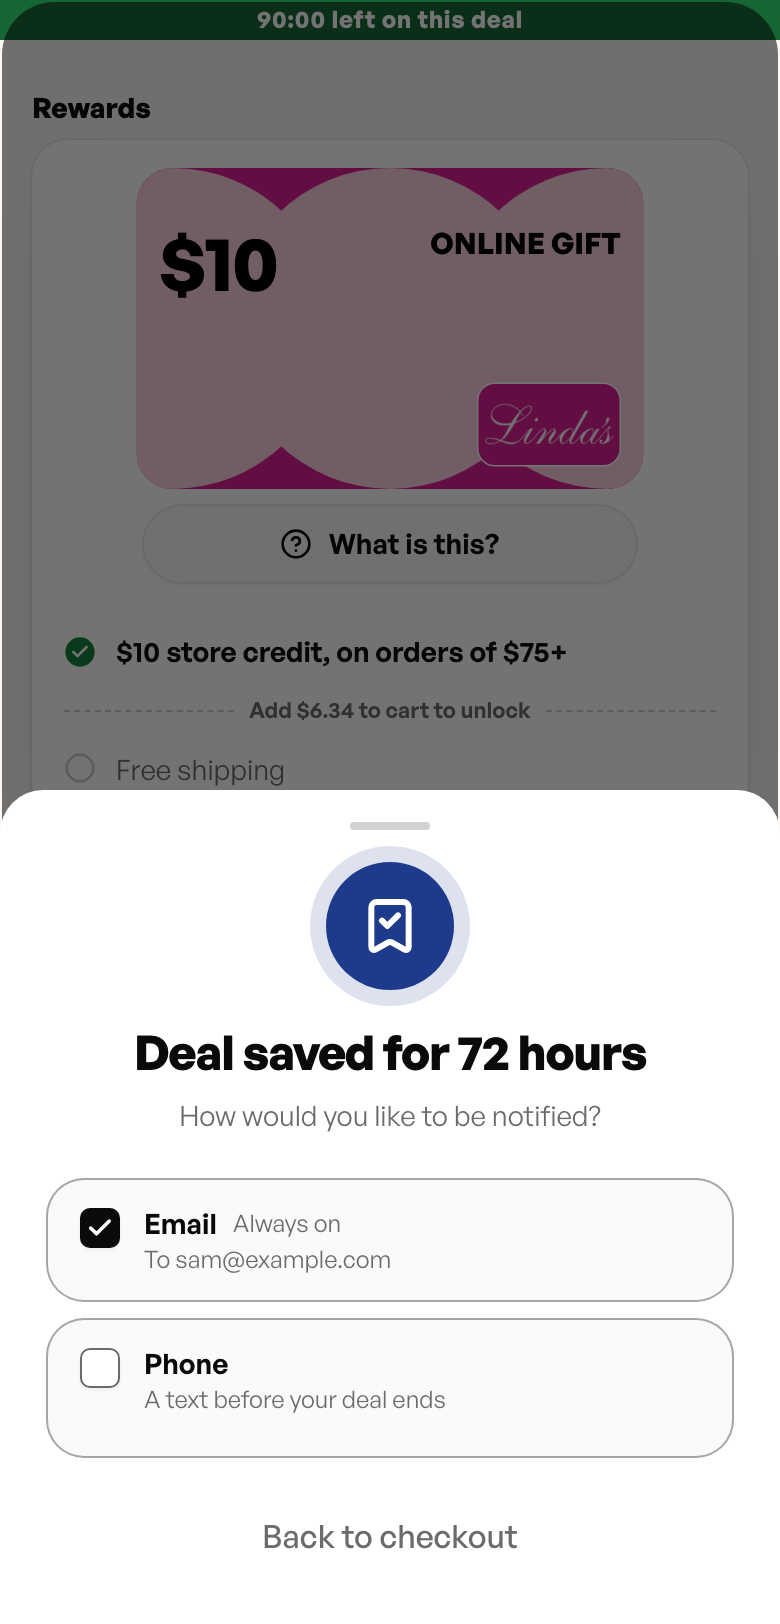 90:00 left on this deal
Rewards
$10
ONLINE GIFT
Linda's
What is this?
$10 store credit, on orders of $75+
Add $6.34 to cart to unlock
Free shipping
Deal saved for 72 hours
How would you like to be notified?
Email Always on
To sam@example.com
Phone
A text before your deal ends
Back to checkout